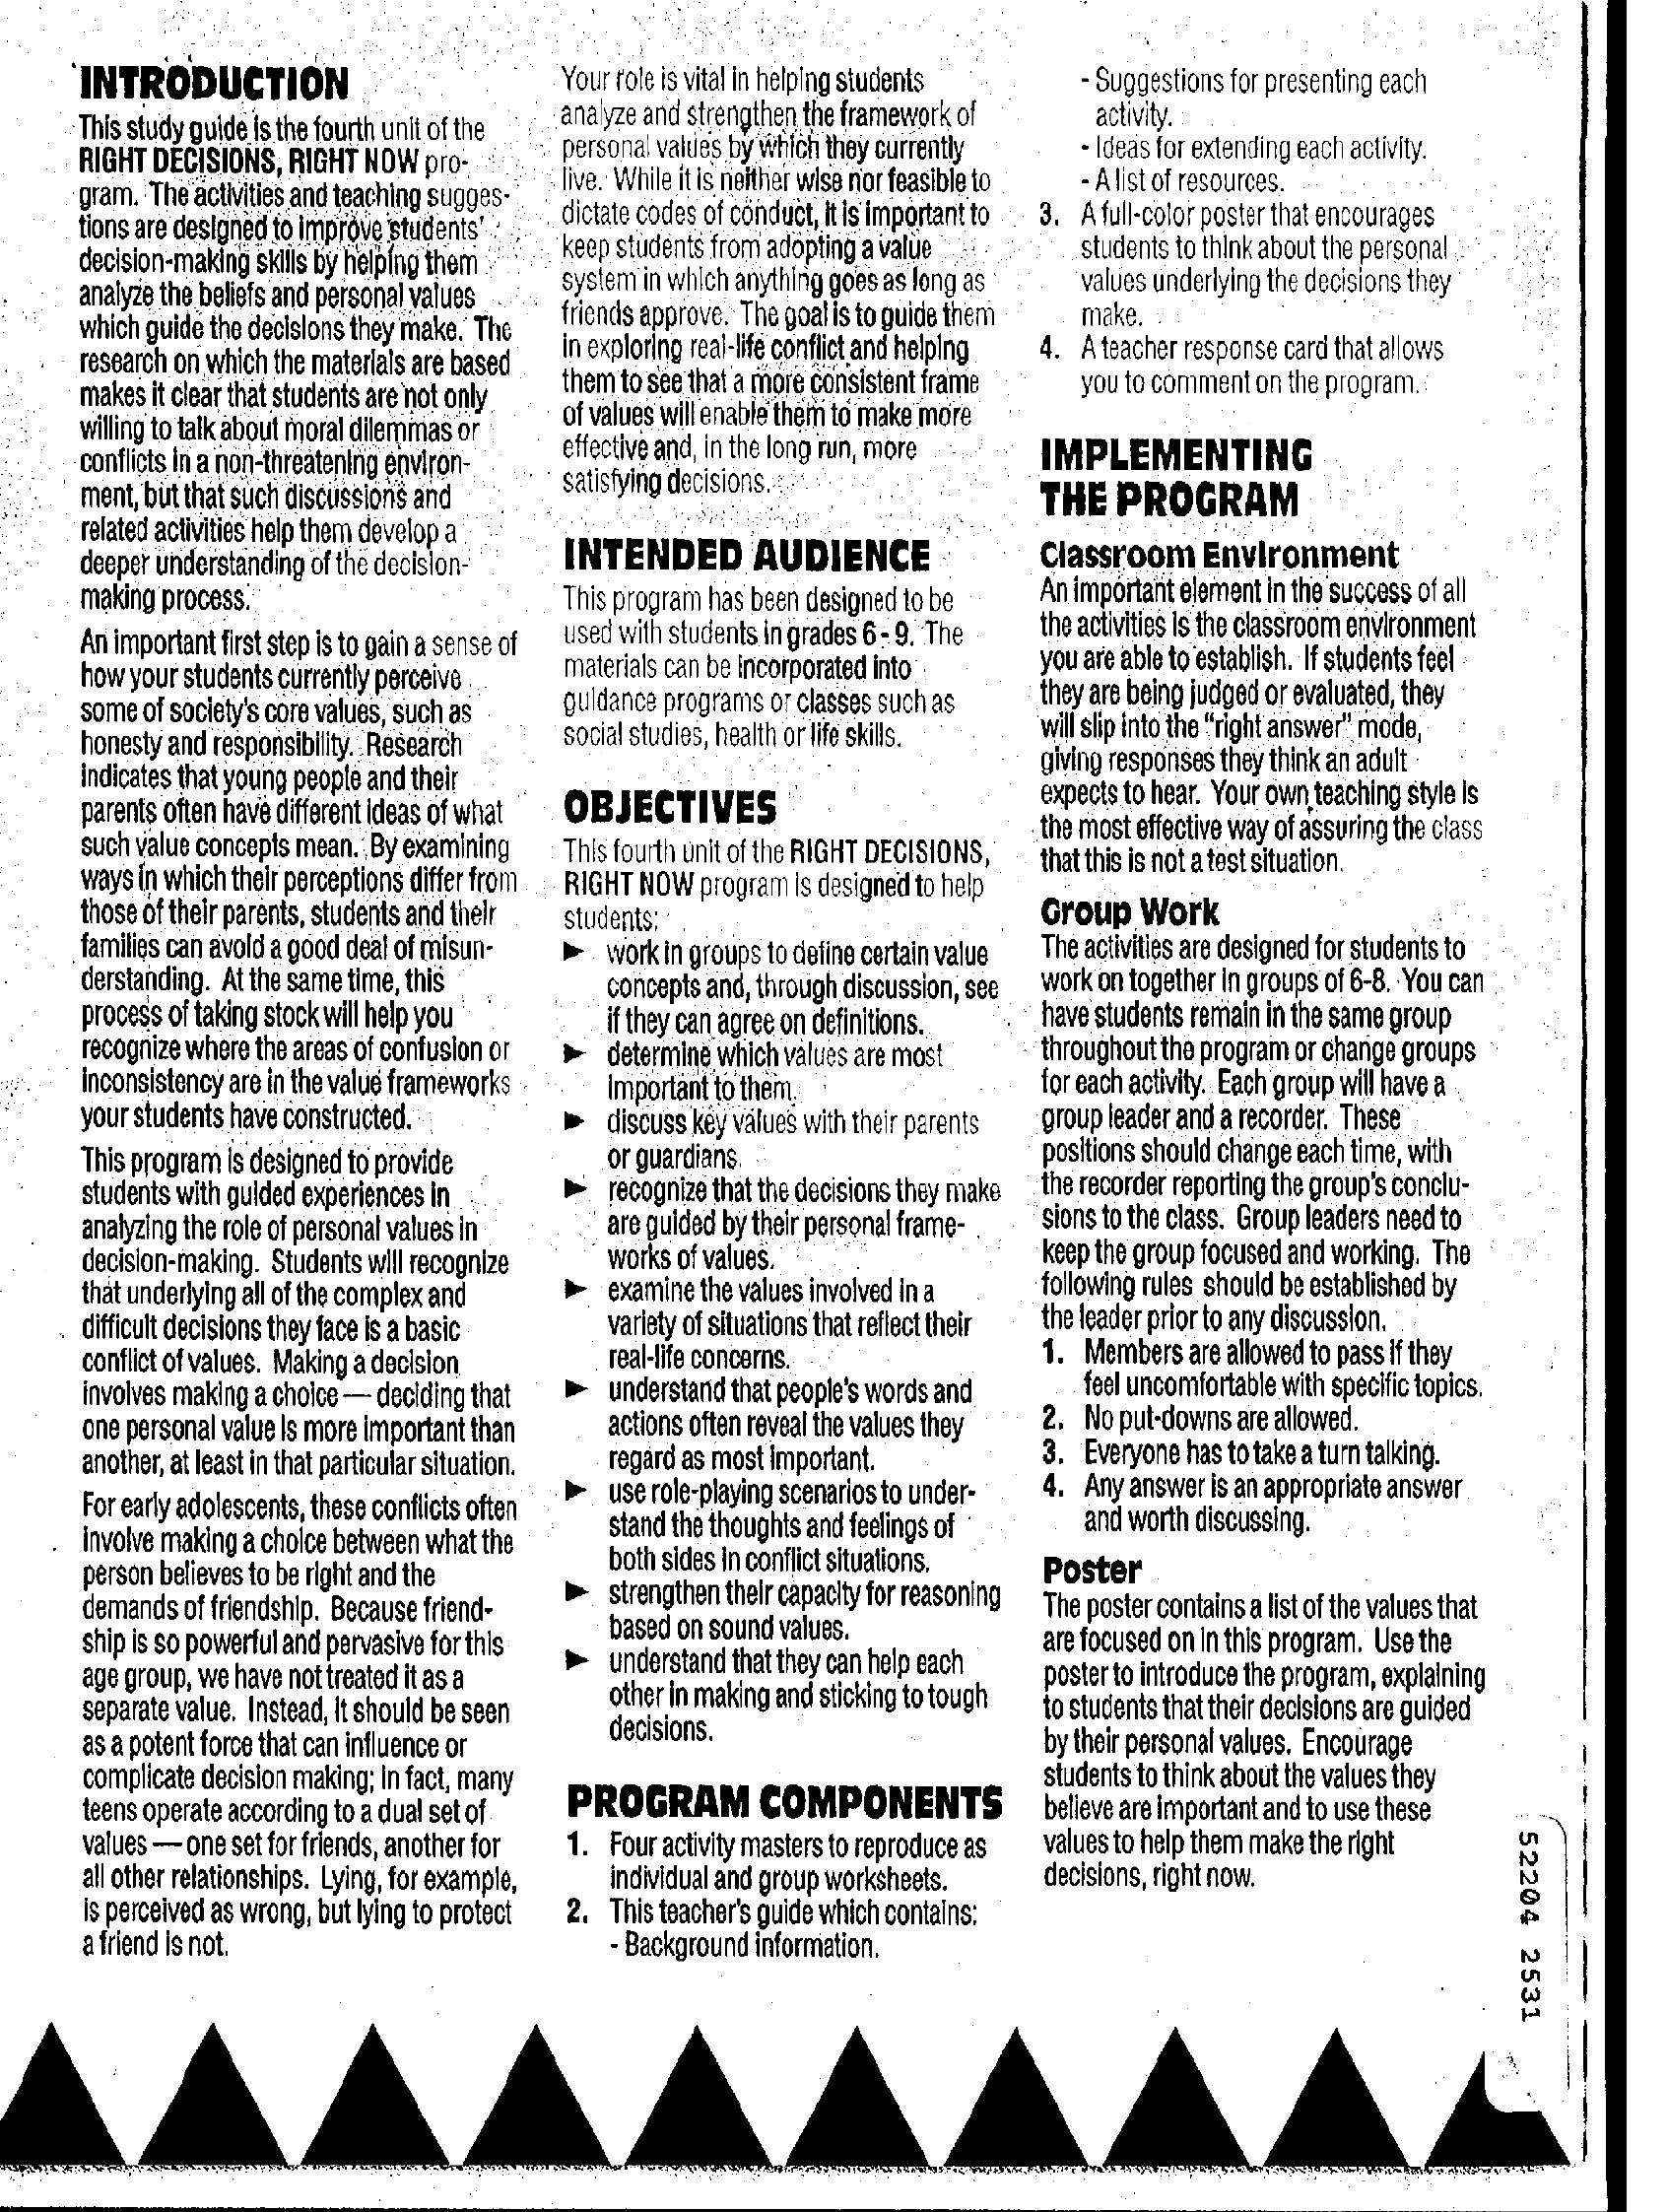 INTRODUCTION
This study guide is the fourth unit of the
RIGHT DECISIONS, RIGHT NOW pro-
gram. The activities and teaching sugges-
tions are designed to improve students'
decision-making skills by helping them
analyze the beliefs and personal values
which guide the decisions they make. The
research on which the materials are based
makes it clear that students are not only
willing to talk about moral dilemmas or
conflicts in a non-threatening environ-
ment, but that such discussions and
related activities help them develop a
deeper understanding of the decision-
making process.
An important first step is to gain a sense of
how your students currently perceive
some of society's core values, such as
honesty and responsibility. Research
indicates that young people and their
parents often have different ideas of what
such value concepts mean. By examining
ways in which their perceptions differ from
those of their parents, students and their
families can avoid a good deal of misun-
derstanding. At the same time, this
process of taking stock will help you
recognize where the areas of confusion or
inconsistency are in the value frameworks
your students have constructed.
This program is designed to provide
students with guided experiences in
analyzing the role of personal values in
decision-making. Students will recognize
that underlying all of the complex and
difficult decisions they face is a basic
conflict of values. Making a decision
involves making a choice — deciding that
one personal value is more important than
another, at least in that particular situation.
For early adolescents, these conflicts often
involve making a choice between what the
person believes to be right and the
demands of friendship. Because friend-
ship is so powerful and pervasive for this
age group, we have not treated it as a
separate value. Instead, it should be seen
as a potent force that can influence or
complicate decision making; in fact, many
teens operate according to a dual set of
values — one set for friends, another for
all other relationships. Lying, for example,
is perceived as wrong, but lying to protect
a friend is not.
Your role is vital in helping students
analyze and strengthen the framework of
personal values by which they currently
live. While it is neither wise nor feasible to
dictate codes of conduct, it is important to
keep students from adopting a value
system in which anything goes as long as
friends approve. The goal is to guide them
in exploring real-life conflict and helping
them to see that a more consistent frame
of values will enable them to make more
effective and, in the long run, more
satisfying decisions.
INTENDED AUDIENCE
This program has been designed to be
used with students in grades 6 - 9. The
materials can be incorporated into
guidance programs or classes such as
social studies, health or life skills.
OBJECTIVES
This fourth unit of the RIGHT DECISIONS,
RIGHT NOW program is designed to help
students:
► work in groups to define certain value
concepts and, through discussion, see
if they can agree on definitions.
► determine which values are most
important to them.
► discuss key values with their parents
or guardians.
► recognize that the decisions they make
are guided by their personal frame-
works of values.
► examine the values involved in a
variety of situations that reflect their
real-life concerns.
► understand that people's words and
actions often reveal the values they
regard as most important.
► use role-playing scenarios to under-
stand the thoughts and feelings of
both sides in conflict situations.
► strengthen their capacity for reasoning
based on sound values.
► understand that they can help each
other in making and sticking to tough
decisions.
PROGRAM COMPONENTS
1. Four activity masters to reproduce as
individual and group worksheets.
2. This teacher's guide which contains:
- Background information.
- Suggestions for presenting each
activity.
- Ideas for extending each activity.
- A list of resources.
3. A full-color poster that encourages
students to think about the personal
values underlying the decisions they
make.
4. A teacher response card that allows
you to comment on the program.
IMPLEMENTING
THE PROGRAM
Classroom Environment
An important element in the success of all
the activities is the classroom environment
you are able to establish. If students feel
they are being judged or evaluated, they
will slip into the "right answer" mode,
giving responses they think an adult
expects to hear. Your own teaching style is
the most effective way of assuring the class
that this is not a test situation.
Group Work
The activities are designed for students to
work on together in groups of 6-8. You can
have students remain in the same group
throughout the program or change groups
for each activity. Each group will have a
group leader and a recorder. These
positions should change each time, with
the recorder reporting the group's conclu-
sions to the class. Group leaders need to
keep the group focused and working. The
following rules should be established by
the leader prior to any discussion.
1. Members are allowed to pass if they
feel uncomfortable with specific topics.
2. No put-downs are allowed.
3. Everyone has to take a turn talking.
4. Any answer is an appropriate answer
and worth discussing.
Poster
The poster contains a list of the values that
are focused on in this program. Use the
poster to introduce the program, explaining
to students that their decisions are guided
by their personal values. Encourage
students to think about the values they
believe are important and to use these
values to help them make the right
decisions, right now.
52204 2531